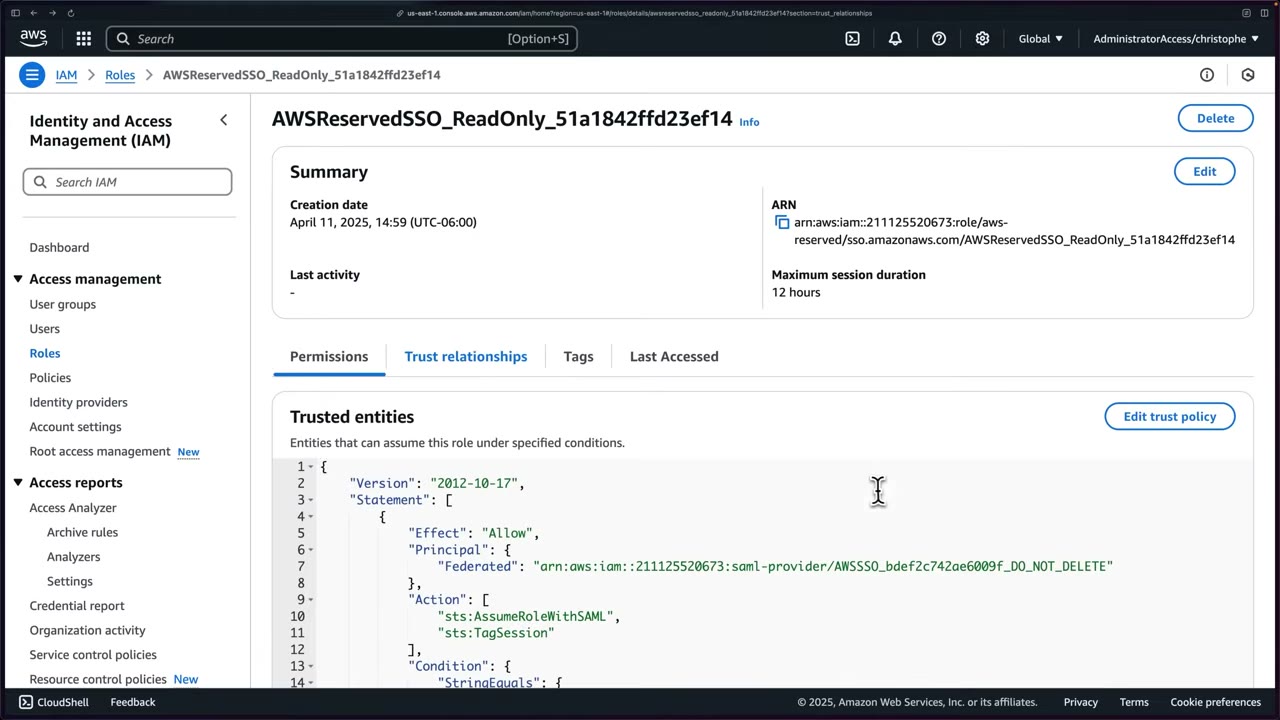 us-east-1.console.aws.amazon.com/iam/home?region=us-east-1#/roles/details/awsreservedsso_readonly_51a1842ffd23ef14?section=trust_relationships
aws
Search [Option+S]
Global
AdministratorAccess/christophe
IAM
Roles
AWSReservedSSO_ReadOnly_51a1842ffd23ef14
Identity and Access
Management (IAM)
Search IAM
Dashboard
Access management
User groups
Users
Roles
Policies
Identity providers
Account settings
Root access management New
Access reports
Access Analyzer
Archive rules
Analyzers
Settings
Credential report
Organization activity
Service control policies
Resource control policies New
AWSReservedSSO_ReadOnly_51a1842ffd23ef14 Info
Delete
Summary
Edit
Creation date
April 11, 2025, 14:59 (UTC-06:00)
ARN
arn:aws:iam::211125520673:role/aws-
reserved/sso.amazonaws.com/AWSReservedSSO_ReadOnly_51a1842ffd23ef14
Last activity
-
Maximum session duration
12 hours
Permissions
Trust relationships
Tags
Last Accessed
Trusted entities
Edit trust policy
Entities that can assume this role under specified conditions.
1 {
2 "Version": "2012-10-17",
3 "Statement": [
4 {
5 "Effect": "Allow",
6 "Principal": {
7 "Federated": "arn:aws:iam::211125520673:saml-provider/AWSSSO_bdef2c742ae6009f_DO_NOT_DELETE"
8 },
9 "Action": [
10 "sts:AssumeRoleWithSAML",
11 "sts:TagSession"
12 ],
13 "Condition": {
14 "StringEquals": {
CloudShell
Feedback
© 2025, Amazon Web Services, Inc. or its affiliates.
Privacy
Terms
Cookie preferences